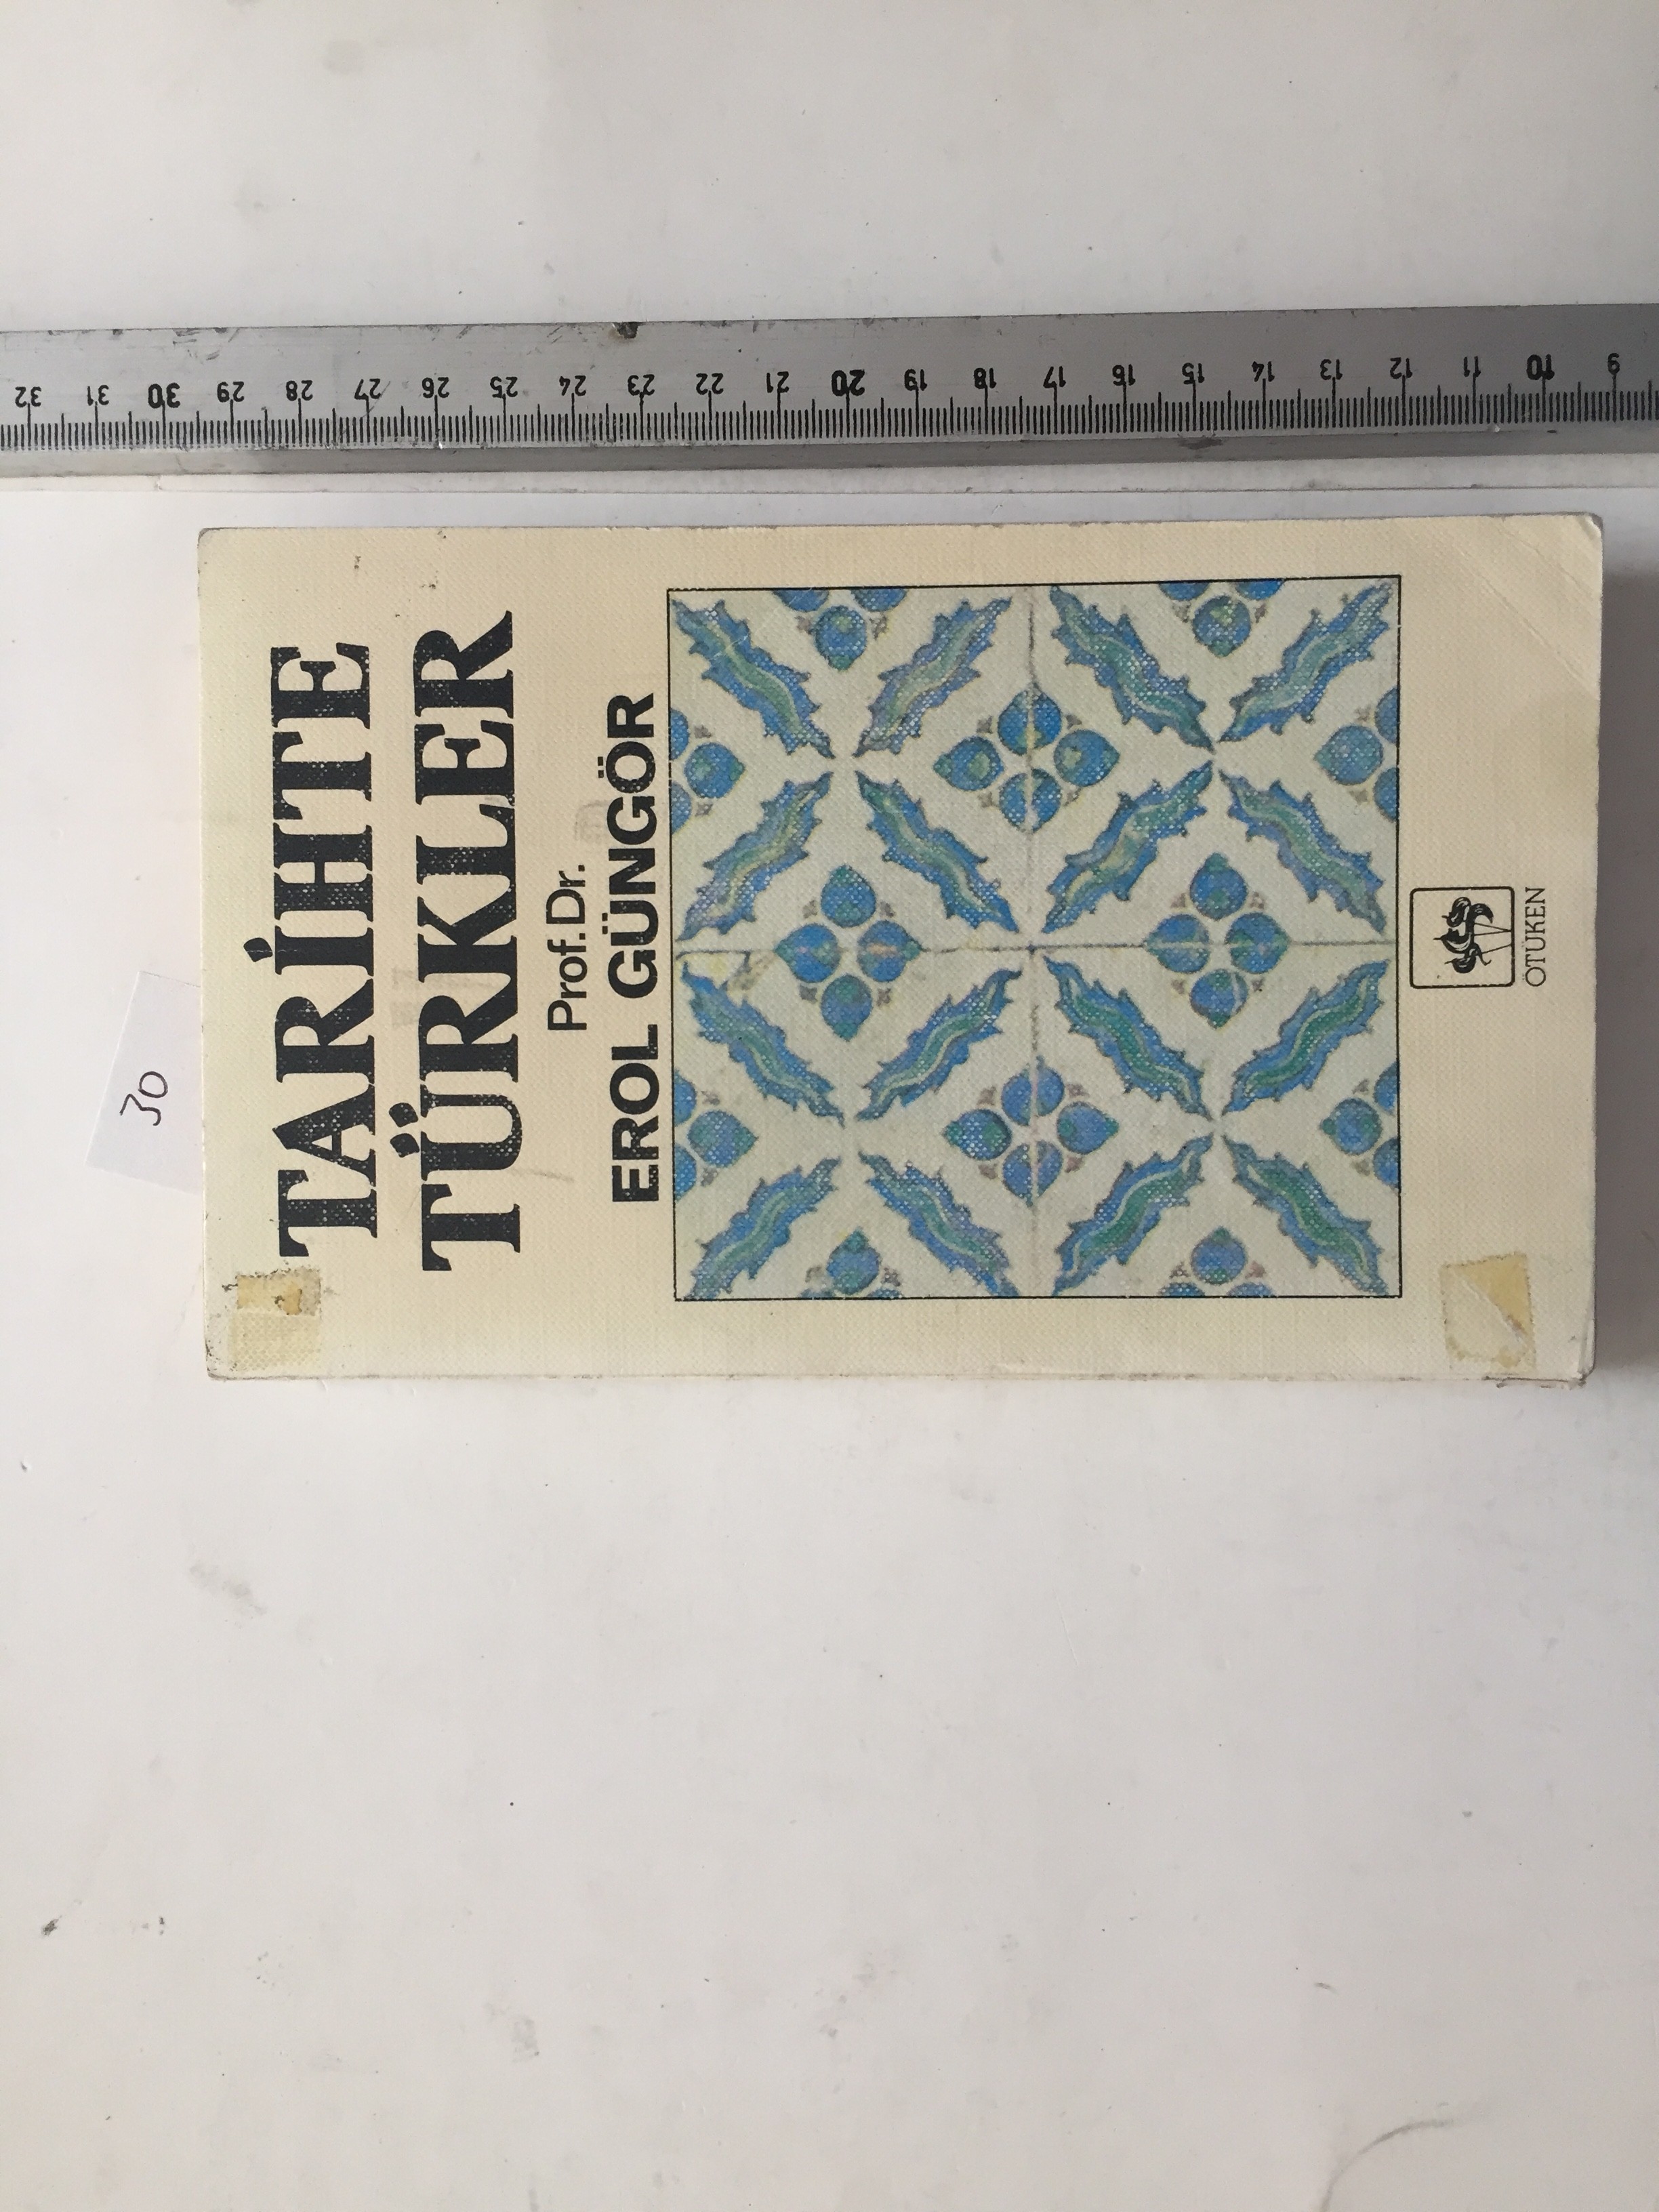 32 31 30 29 28 27 26 25 24 23 22 21 20 19 18 17 16 15 14 13 12 11 10 9
30
TARİHTE
TÜRKLER
Prof.Dr.
EROL GÜNGÖR
ÖTÜKEN